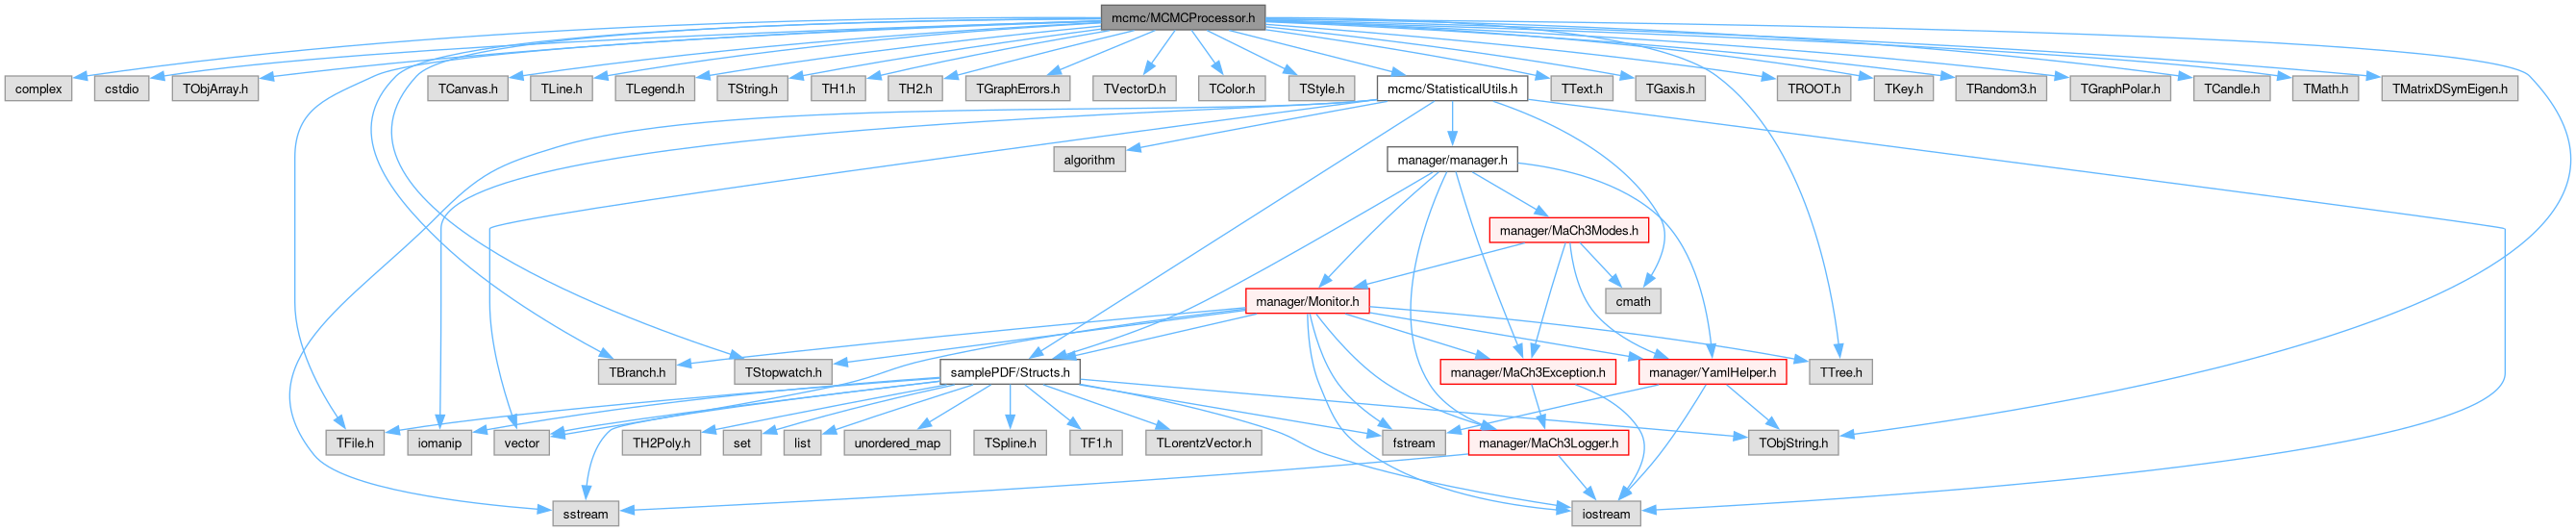 mcmc/MCMCProcessor.h
complex
cstdio
TObjArray.h
TCanvas.h
TLine.h
TLegend.h
TString.h
TH1.h
TH2.h
TGraphErrors.h
TVectorD.h
TColor.h
TStyle.h
mcmc/StatisticalUtils.h
TText.h
TGaxis.h
TROOT.h
TKey.h
TRandom3.h
TGraphPolar.h
TCandle.h
TMath.h
TMatrixDSymEigen.h
algorithm
manager/manager.h
manager/MaCh3Modes.h
manager/Monitor.h
cmath
TBranch.h
TStopwatch.h
samplePDF/Structs.h
manager/MaCh3Exception.h
manager/YamlHelper.h
TTree.h
TFile.h
iomanip
vector
TH2Poly.h
set
list
unordered_map
TSpline.h
TF1.h
TLorentzVector.h
fstream
manager/MaCh3Logger.h
TObjString.h
sstream
iostream